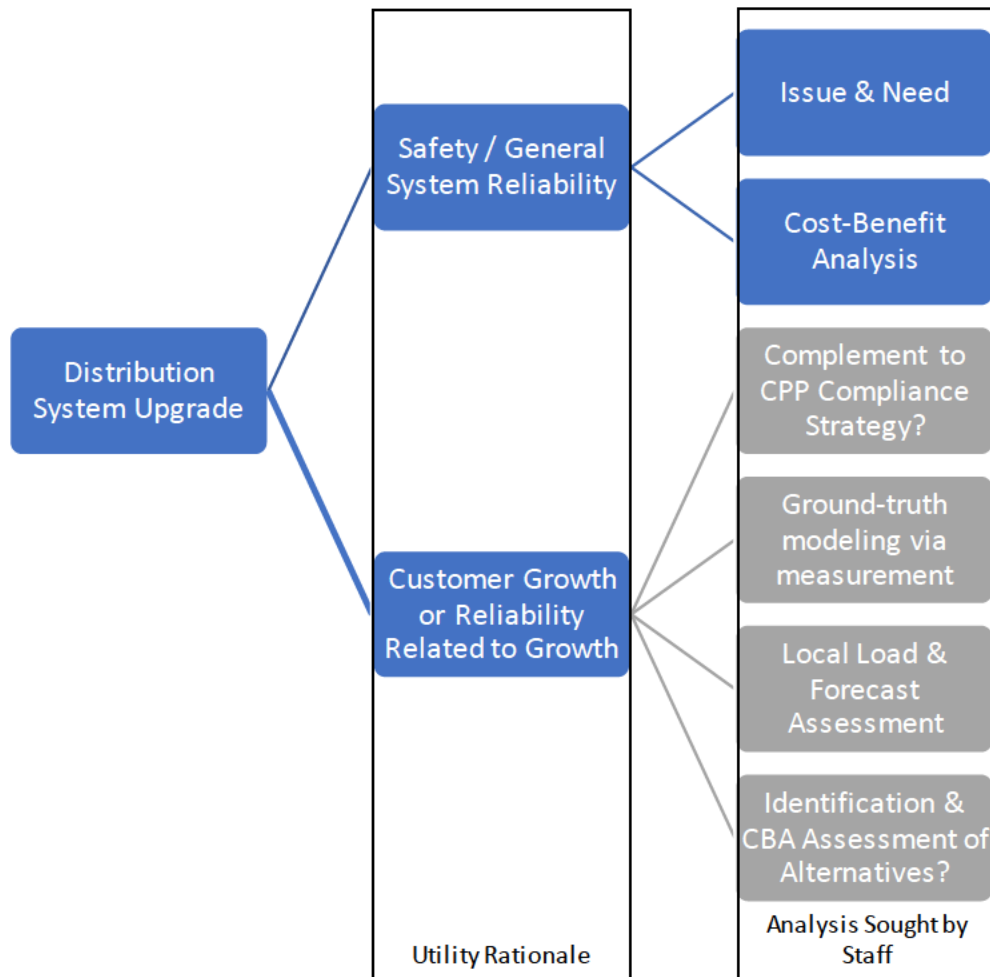 Distribution
System Upgrade
Safety / General
System Reliability
Customer Growth
or Reliability
Related to Growth
Utility Rationale
Issue & Need
Cost-Benefit
Analysis
Complement to
CPP Compliance
Strategy?
Ground-truth
modeling via
measurement
Local Load &
Forecast
Assessment
Identification &
CBA Assessment of
Alternatives?
Analysis Sought by
Staff